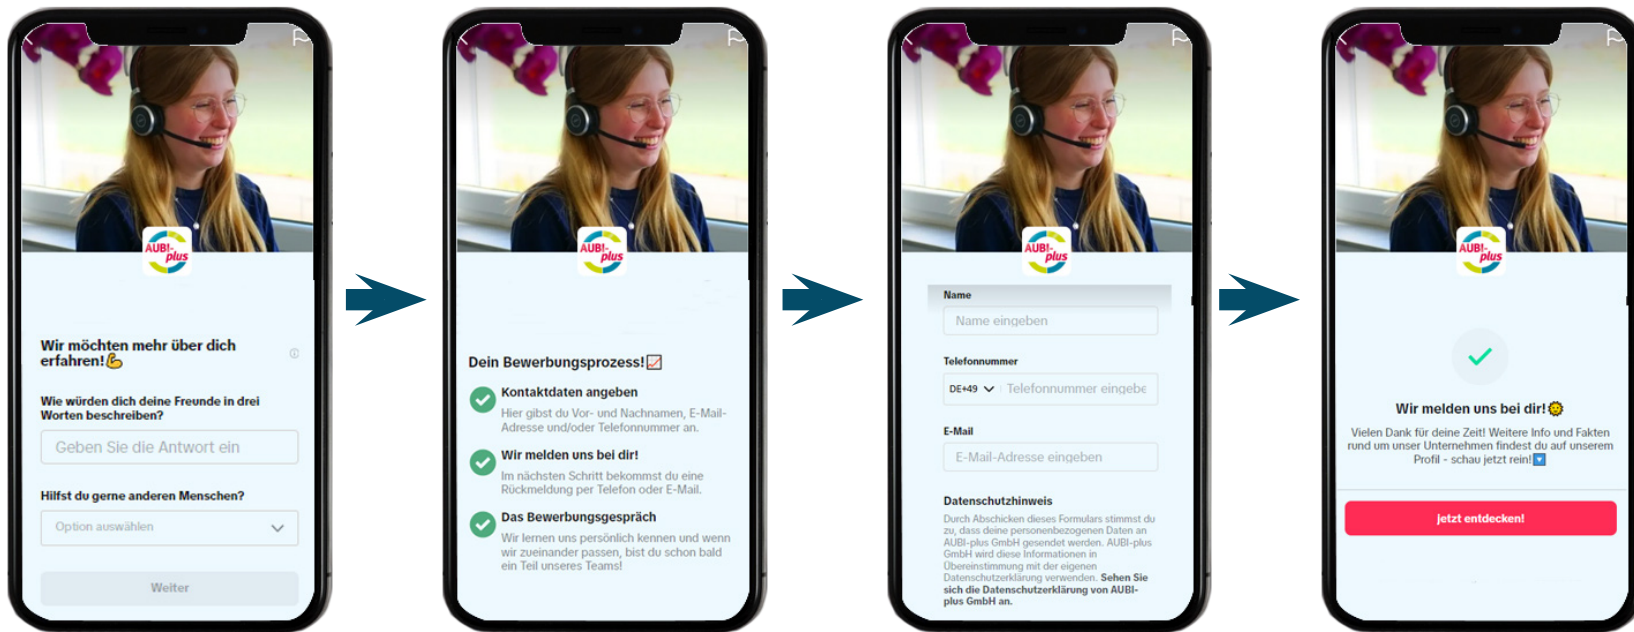 AUBI-
plus
Wir möchten mehr über dich
erfahren!💪
Wie würden dich deine Freunde in drei
Worten beschreiben?
Geben Sie die Antwort ein
Hilfst du gerne anderen Menschen?
Option auswählen
Weiter
AUBI-
plus
Dein Bewerbungsprozess!📈
Kontaktdaten angeben
Hier gibst du Vor- und Nachnamen, E-Mail-
Adresse und/oder Telefonnummer an.
Wir melden uns bei dir!
Im nächsten Schritt bekommst du eine
Rückmeldung per Telefon oder E-Mail.
Das Bewerbungsgespräch
Wir lernen uns persönlich kennen und wenn
wir zueinander passen, bist du schon bald
ein Teil unseres Teams!
AUBI-
plus
Name
Name eingeben
Telefonnummer
DE+49 Telefonnummer eingebe
E-Mail
E-Mail-Adresse eingeben
Datenschutzhinweis
Durch Abschicken dieses Formulars stimmst du
zu, dass deine personenbezogenen Daten an
AUBI-plus GmbH gesendet werden. AUBI-plus
GmbH wird diese Informationen in
Übereinstimmung mit der eigenen
Datenschutzerklärung verwenden. Sehen Sie
sich die Datenschutzerklärung von AUBI-
plus GmbH an.
AUBI-
plus
Wir melden uns bei dir!🌞
Vielen Dank für deine Zeit! Weitere Info und Fakten
rund um unser Unternehmen findest du auf unserem
Profil - schau jetzt rein!🔽
Jetzt entdecken!